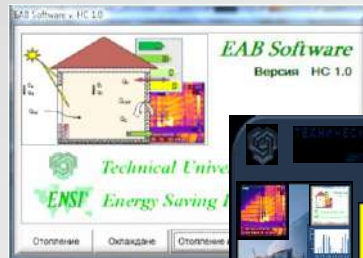 EAB Software v. HC 1.0
EAB Software
Версия HC 1.0
Technical Unive
ENSI Energy Saving I
Отопление
Охлаждане
Отопление и